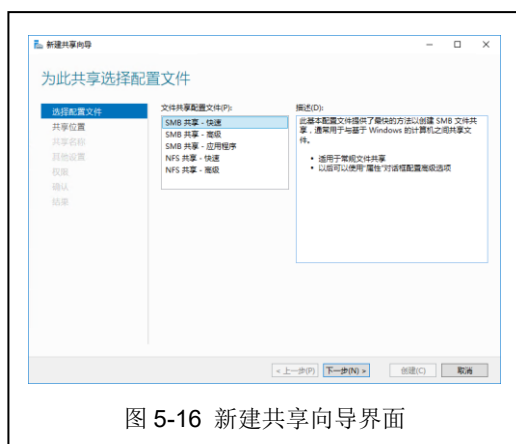 新建共享向导
为此共享选择配置文件
选择配置文件
共享位置
共享名称
其他设置
权限
确认
结果
文件共享配置文件(P):
SMB 共享 - 快速
SMB 共享 - 高级
SMB 共享 - 应用程序
NFS 共享 - 快速
NFS 共享 - 高级
描述(D):
此基本配置文件提供了最快的方法以创建 SMB 文件共
享，通常用于与基于 Windows 的计算机之间共享文
件。
• 适用于常规文件共享
• 以后可以使用"属性"对话框配置高级选项
< 上一步(P)
下一步(N) >
创建(C)
取消
图 5-16 新建共享向导界面